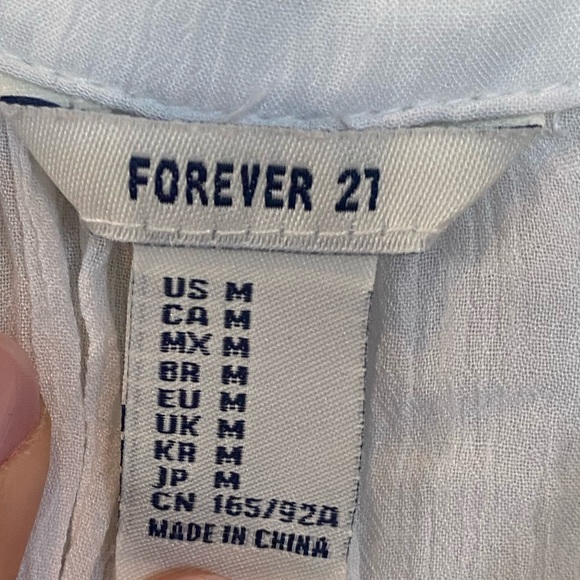 FOREVER 21
US M
CA M
MX M
BR M
EU M
UK M
KR M
JP M
CN 165/92A
MADE IN CHINA